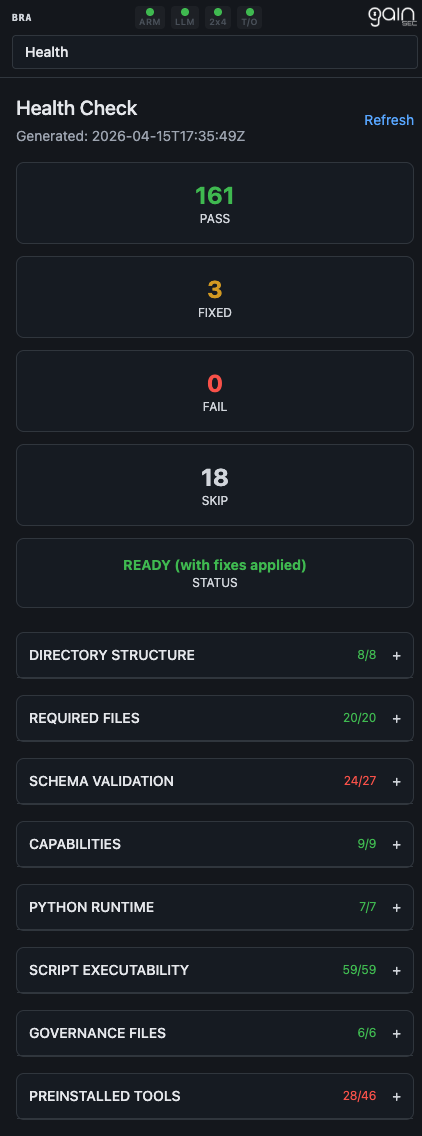 BRA
ARM LLM 2x4 T/O
gain SEC
Health
Health Check
Generated: 2026-04-15T17:35:49Z
Refresh
161
PASS
3
FIXED
0
FAIL
18
SKIP
READY (with fixes applied)
STATUS
DIRECTORY STRUCTURE 8/8 +
REQUIRED FILES 20/20 +
SCHEMA VALIDATION 24/27 +
CAPABILITIES 9/9 +
PYTHON RUNTIME 7/7 +
SCRIPT EXECUTABILITY 59/59 +
GOVERNANCE FILES 6/6 +
PREINSTALLED TOOLS 28/46 +